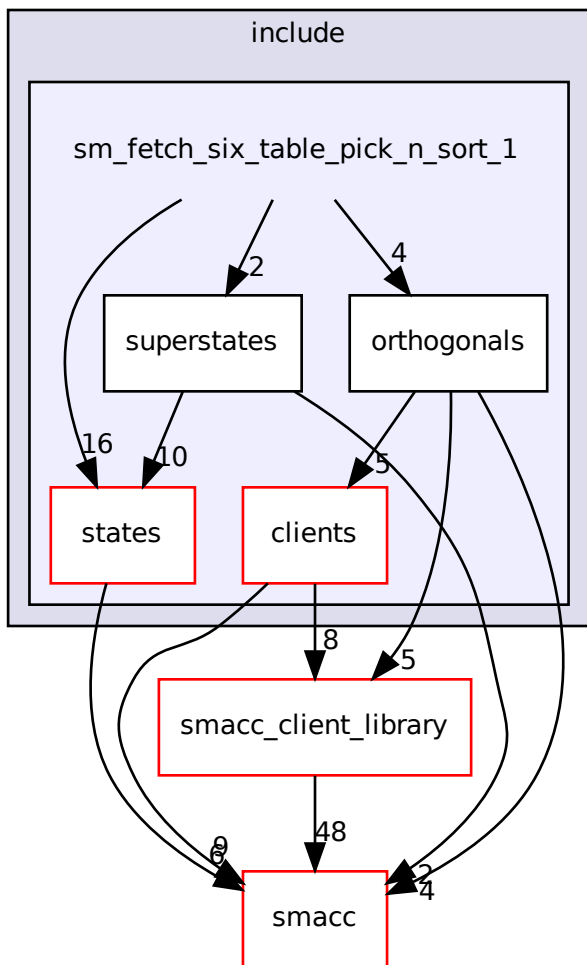 include
sm_fetch_six_table_pick_n_sort_1
2
4
superstates
orthogonals
16
10
5
states
clients
8
5
smacc_client_library
48
9
6
2
4
smacc